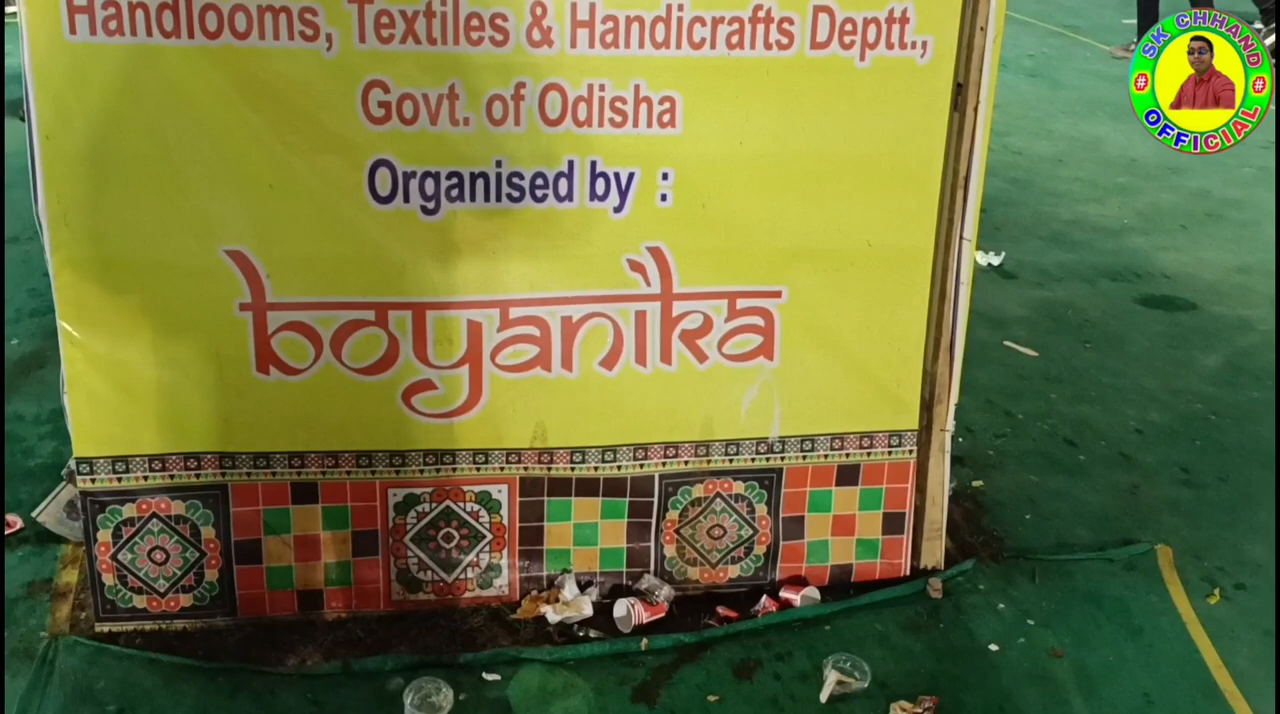 Handlooms, Textiles & Handicrafts Deptt.,
Govt. of Odisha
Organised by :
boyanika
SK CHHAND
# #
OFFICIAL